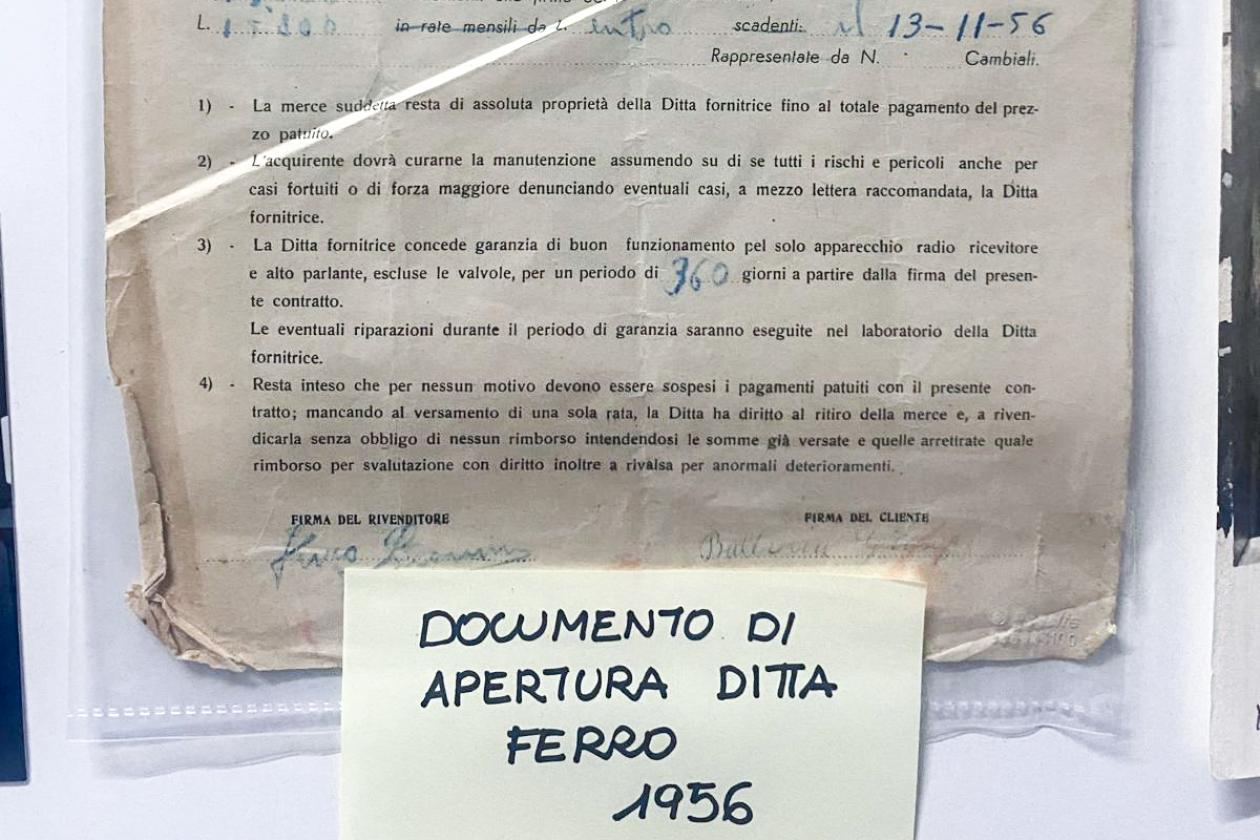 L. 15.800 in rate mensili da L. entro scadenti: il 13-11-56
Rappresentate da N. Cambiali.
1) - La merce suddetta resta di assoluta proprietà della Ditta fornitrice fino al totale pagamento del prez-
zo patuito.
2) - L'acquirente dovrà curarne la manutenzione assumendo su di se tutti i rischi e pericoli anche per
casi fortuiti o di forza maggiore denunciando eventuali casi, a mezzo lettera raccomandata, la Ditta
fornitrice.
3) - La Ditta fornitrice concede garanzia di buon funzionamento pel solo apparecchio radio ricevitore
e alto parlante, escluse le valvole, per un periodo di 360 giorni a partire dalla firma del presen-
te contratto.
Le eventuali riparazioni durante il periodo di garanzia saranno eseguite nel laboratorio della Ditta
fornitrice.
4) - Resta inteso che per nessun motivo devono essere sospesi i pagamenti patuiti con il presente con-
tratto; mancando al versamento di una sola rata, la Ditta ha diritto al ritiro della merce e, a riven-
dicarla senza obbligo di nessun rimborso intendendosi le somme già versate e quelle arretirate quale
rimborso per svalutazione con diritto inoltre a rivalsa per anormali deterioramenti.
FIRMA DEL RIVENDITORE FIRMA DEL CLIENTE
DOCUMENTO DI
APERTURA DITTA
FERRO
1956